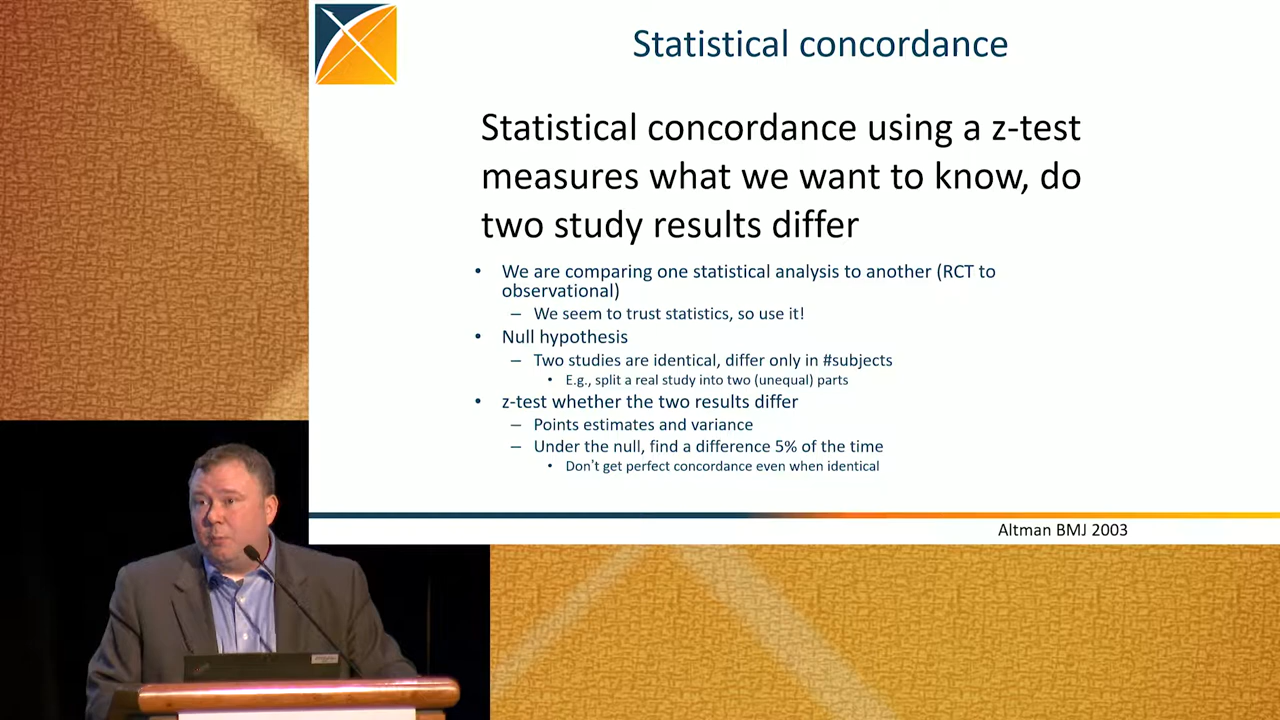 Statistical concordance
Statistical concordance using a z-test
measures what we want to know, do
two study results differ
• We are comparing one statistical analysis to another (RCT to
observational)
– We seem to trust statistics, so use it!
• Null hypothesis
– Two studies are identical, differ only in #subjects
• E.g., split a real study into two (unequal) parts
• z-test whether the two results differ
– Points estimates and variance
– Under the null, find a difference 5% of the time
• Don't get perfect concordance even when identical
Altman BMJ 2003